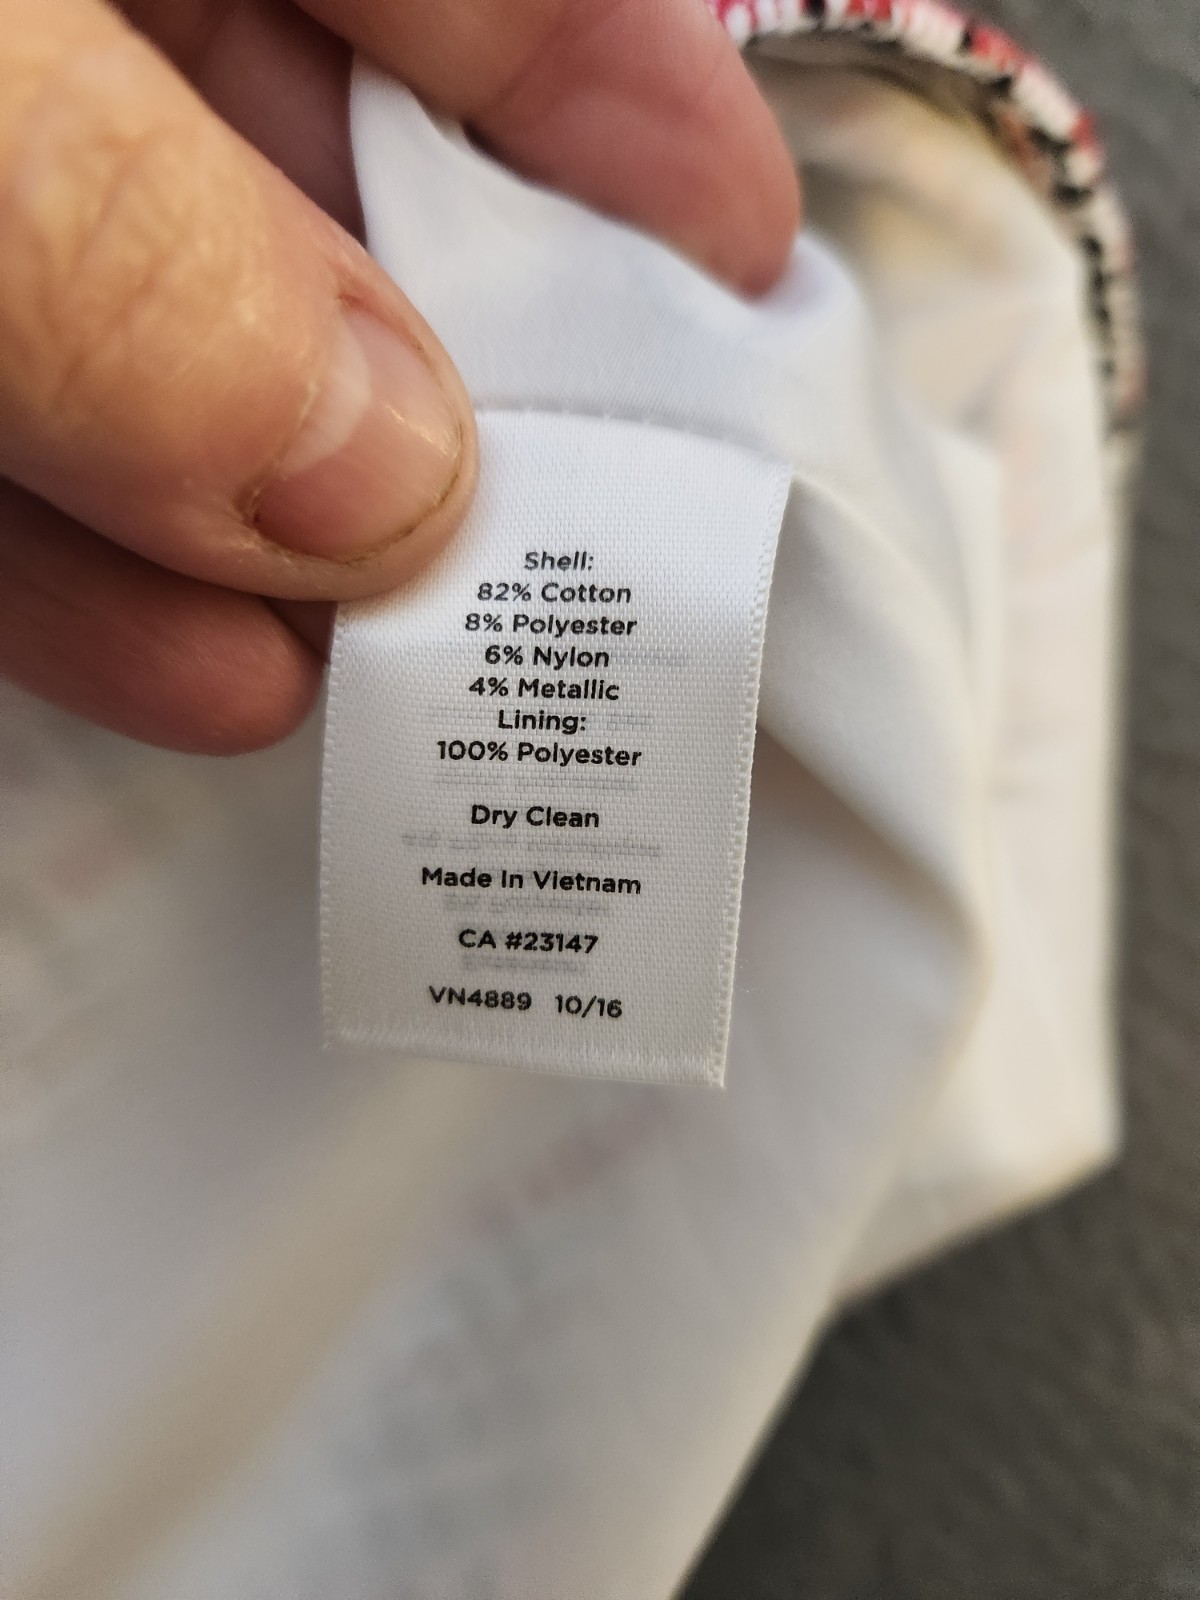 Shell:
82% Cotton
8% Polyester
6% Nylon
4% Metallic
Lining:
100% Polyester
Dry Clean
Made In Vietnam
CA #23147
VN4889 10/16